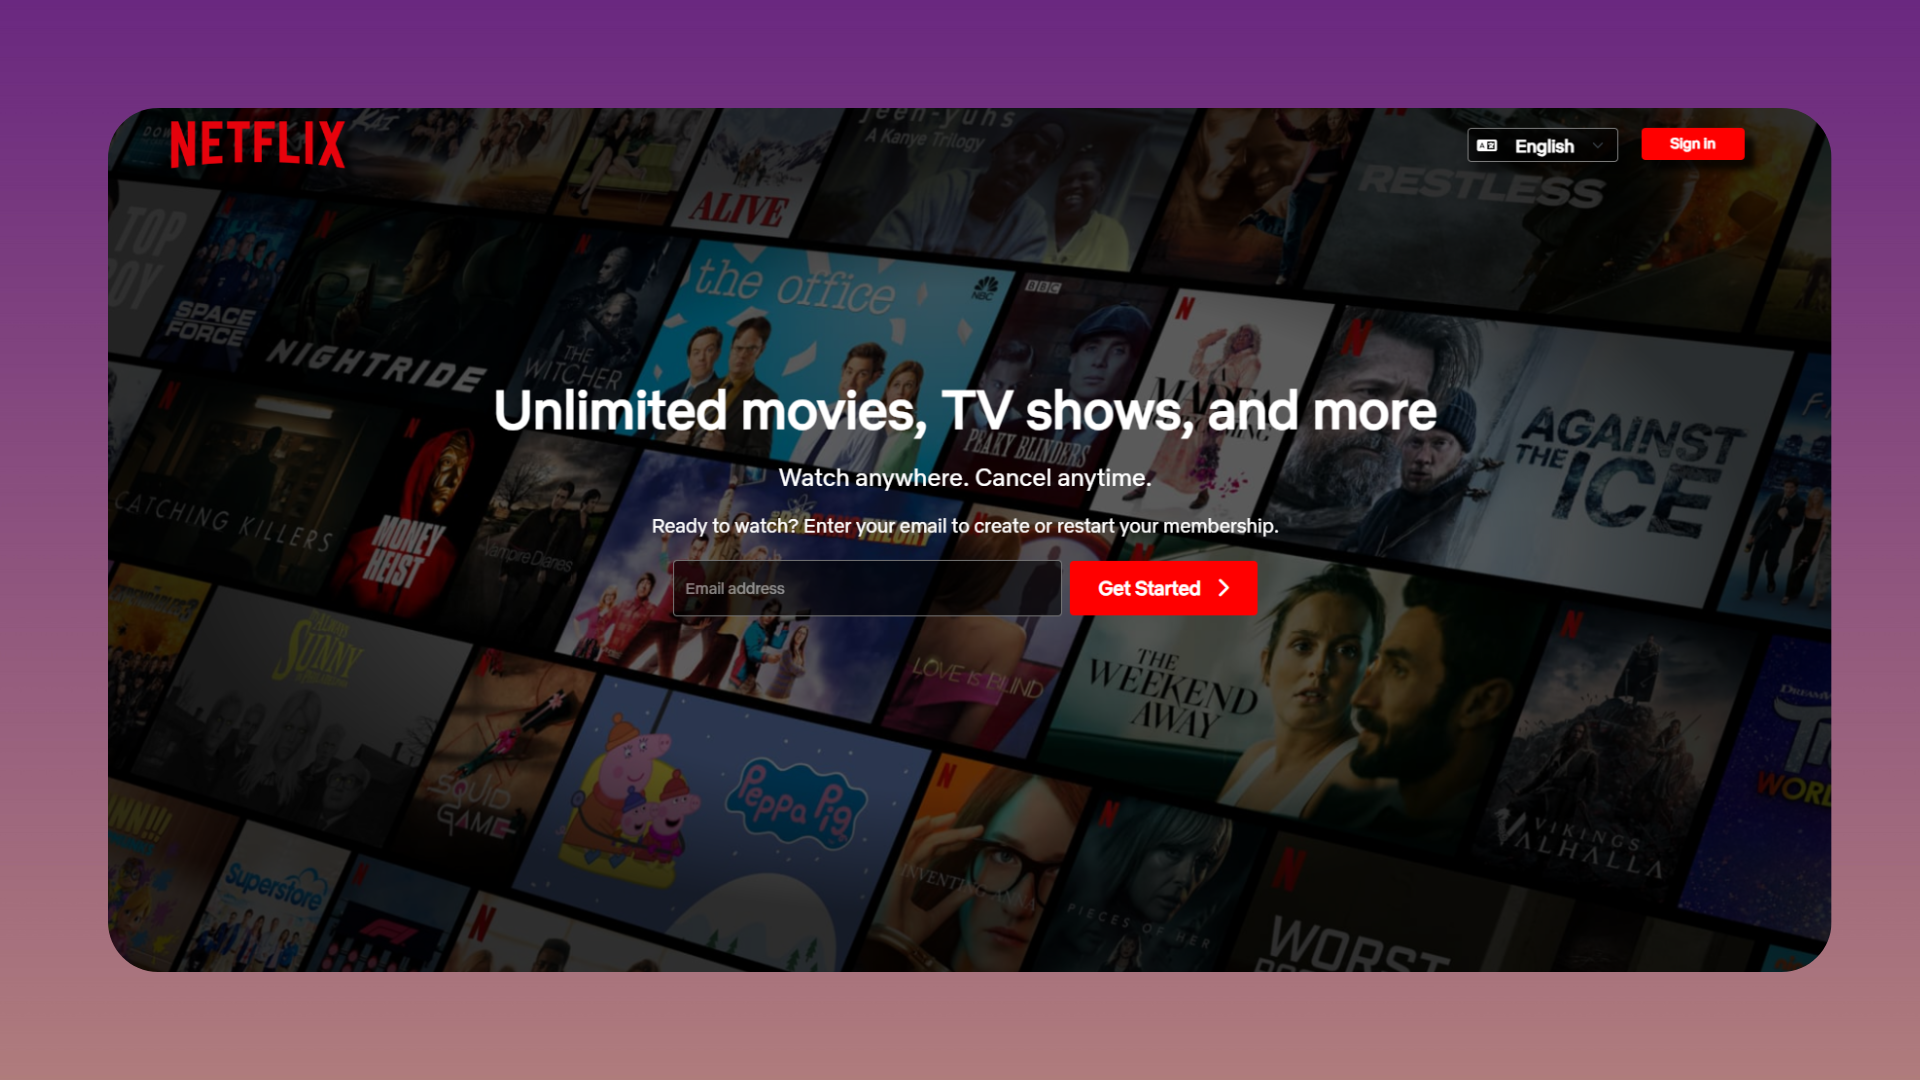 NETFLIX
English
Sign in
jeen-yuhs
A Kanye Trilogy
ALIVE
RESTLESS
TOP
BOY
SPACE
FORCE
NIGHTRIDE
THE
WITCHER
the office
NBC
BBC
PEAKY BLINDERS
A
AGAINST
THE ICE
Unlimited movies, TV shows, and more
Watch anywhere. Cancel anytime.
Ready to watch? Enter your email to create or restart your membership.
Email address
Get Started
CATCHING KILLERS
MONEY
HEIST
Vampire Diaries
THEORY
LOVE IS BLIND
THE
WEEKEND
AWAY
ALWAYS
SUNNY
SQUID
GAME
Peppa Pig
VIKINGS
VALHALLA
Superstore
INVENTING ANNA
PIECES OF HER
WORST